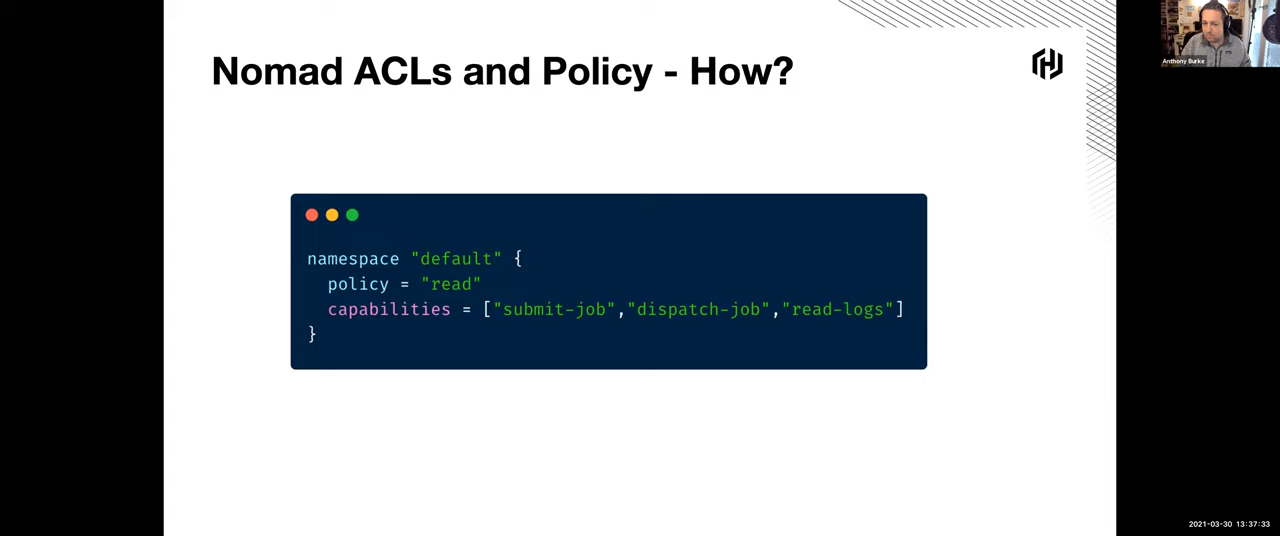 Nomad ACLs and Policy - How?
Anthony Burke
namespace "default" {
  policy = "read"
  capabilities = ["submit-job","dispatch-job","read-logs"]
}
2021-03-30 13:37:33